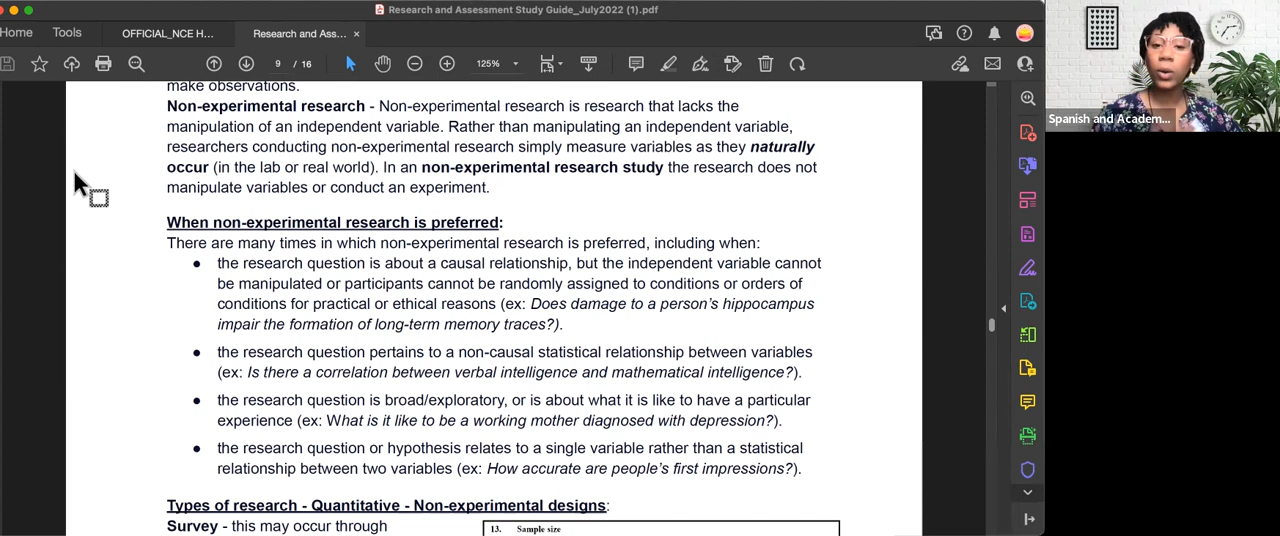 Research and Assessment Study Guide_July2022 (1).pdf
Home
Tools
OFFICIAL_NCE H...
Research and Ass... ×
9 / 16
125%
make observations.
Non-experimental research - Non-experimental research is research that lacks the
manipulation of an independent variable. Rather than manipulating an independent variable,
researchers conducting non-experimental research simply measure variables as they naturally
occur (in the lab or real world). In an non-experimental research study the research does not
manipulate variables or conduct an experiment.
When non-experimental research is preferred:
There are many times in which non-experimental research is preferred, including when:
● the research question is about a causal relationship, but the independent variable cannot
be manipulated or participants cannot be randomly assigned to conditions or orders of
conditions for practical or ethical reasons (ex: Does damage to a person's hippocampus
impair the formation of long-term memory traces?).
● the research question pertains to a non-causal statistical relationship between variables
(ex: Is there a correlation between verbal intelligence and mathematical intelligence?).
● the research question is broad/exploratory, or is about what it is like to have a particular
experience (ex: What is it like to be a working mother diagnosed with depression?).
● the research question or hypothesis relates to a single variable rather than a statistical
relationship between two variables (ex: How accurate are people's first impressions?).
Types of research - Quantitative - Non-experimental designs:
Survey - this may occur through
13. Sample size
Spanish and Academ...